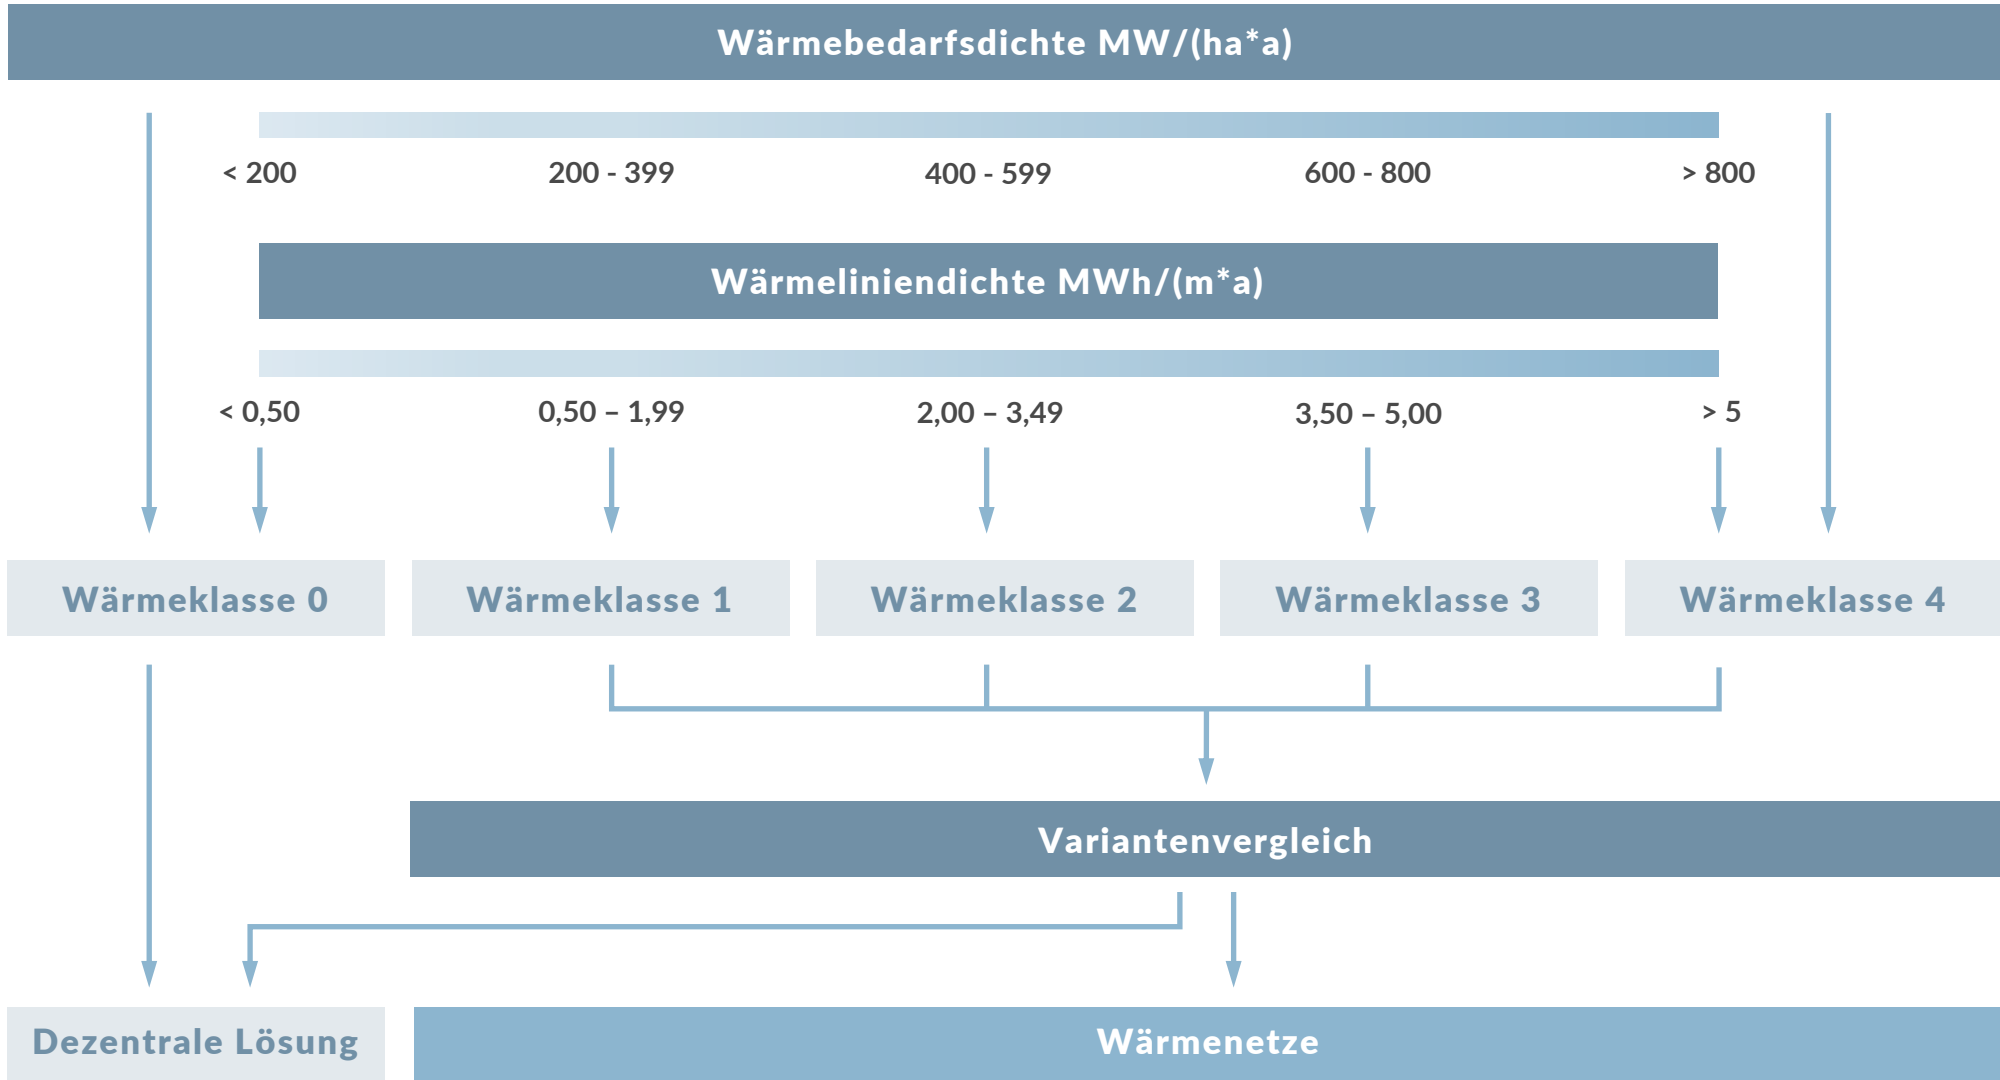 Wärmebedarfsdichte MW/(ha*a)
< 200 200 - 399 400 - 599 600 - 800 > 800
Wärmeliniendichte MWh/(m*a)
< 0,50 0,50 – 1,99 2,00 – 3,49 3,50 – 5,00 > 5
Wärmeklasse 0 Wärmeklasse 1 Wärmeklasse 2 Wärmeklasse 3 Wärmeklasse 4
Variantenvergleich
Dezentrale Lösung Wärmenetze